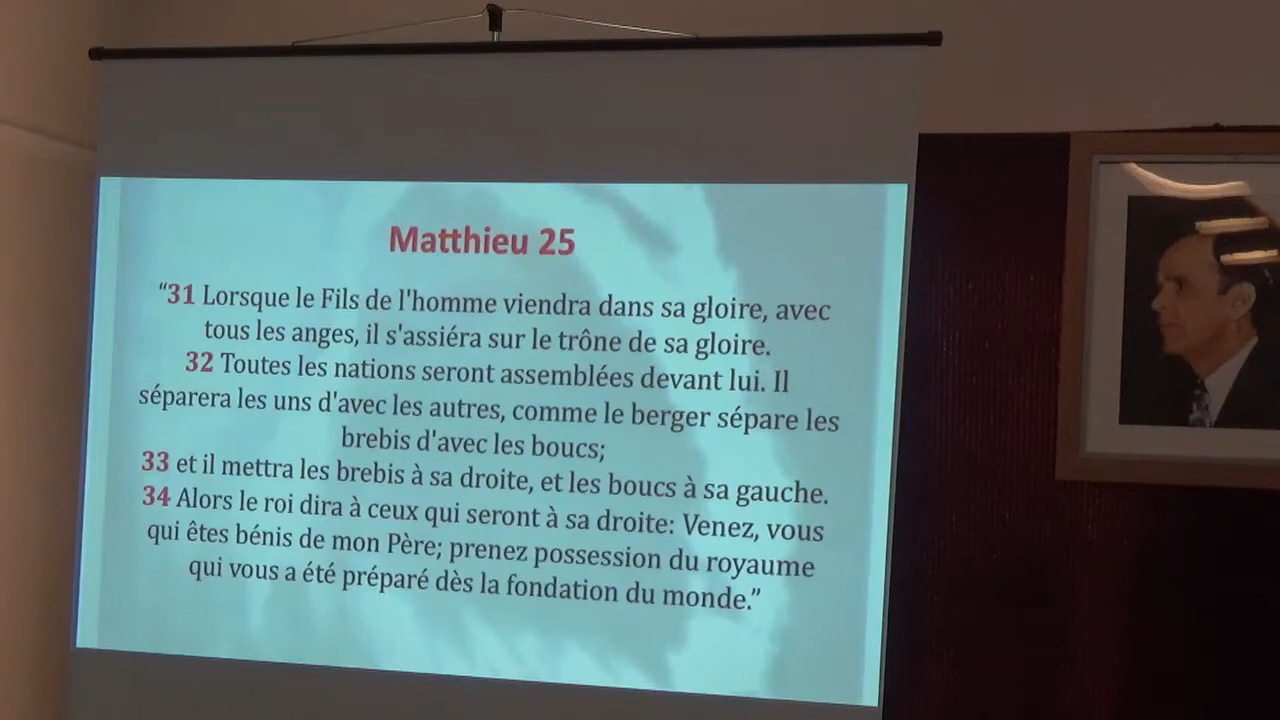 Matthieu 25
“31 Lorsque le Fils de l'homme viendra dans sa gloire, avec
tous les anges, il s'assiéra sur le trône de sa gloire.
32 Toutes les nations seront assemblées devant lui. Il
séparera les uns d'avec les autres, comme le berger sépare les
brebis d'avec les boucs;
33 et il mettra les brebis à sa droite, et les boucs à sa gauche.
34 Alors le roi dira à ceux qui seront à sa droite: Venez, vous
qui êtes bénis de mon Père; prenez possession du royaume
qui vous a été préparé dès la fondation du monde.”